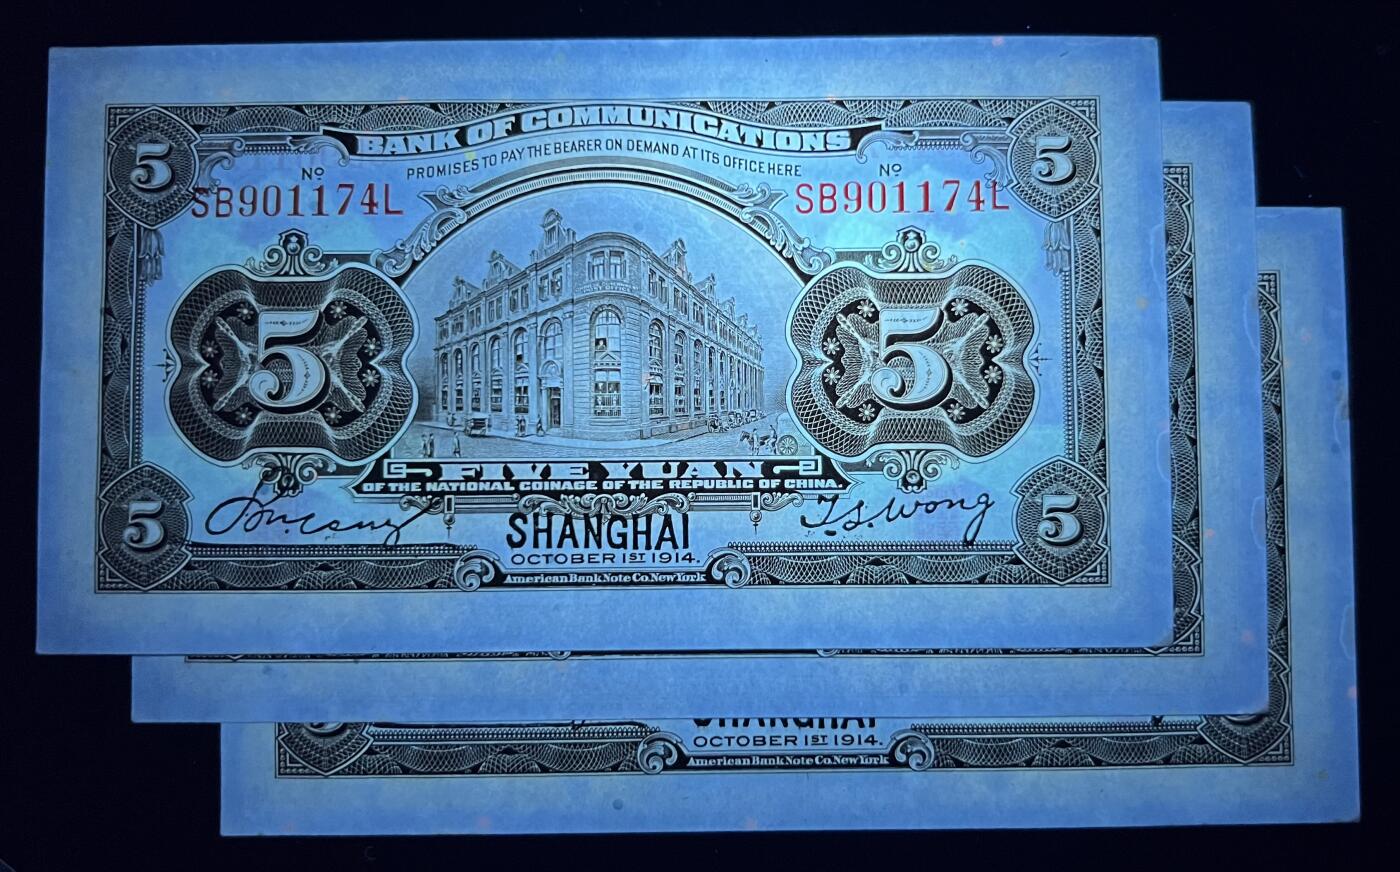 BANK OF COMMUNICATIONS
PROMISES TO PAY THE BEARER ON DEMAND AT ITS OFFICE HERE
5
5
Nº
Nº
SB901174L
SB901174L
5
5
FIVE YUAN
OF THE NATIONAL COINAGE OF THE REPUBLIC OF CHINA.
5
5
T.S.Wong
SHANGHAI
OCTOBER 1ST 1914.
American Bank Note Co. New York
SHANGHAI
OCTOBER 1ST 1914.
American Bank Note Co. New York